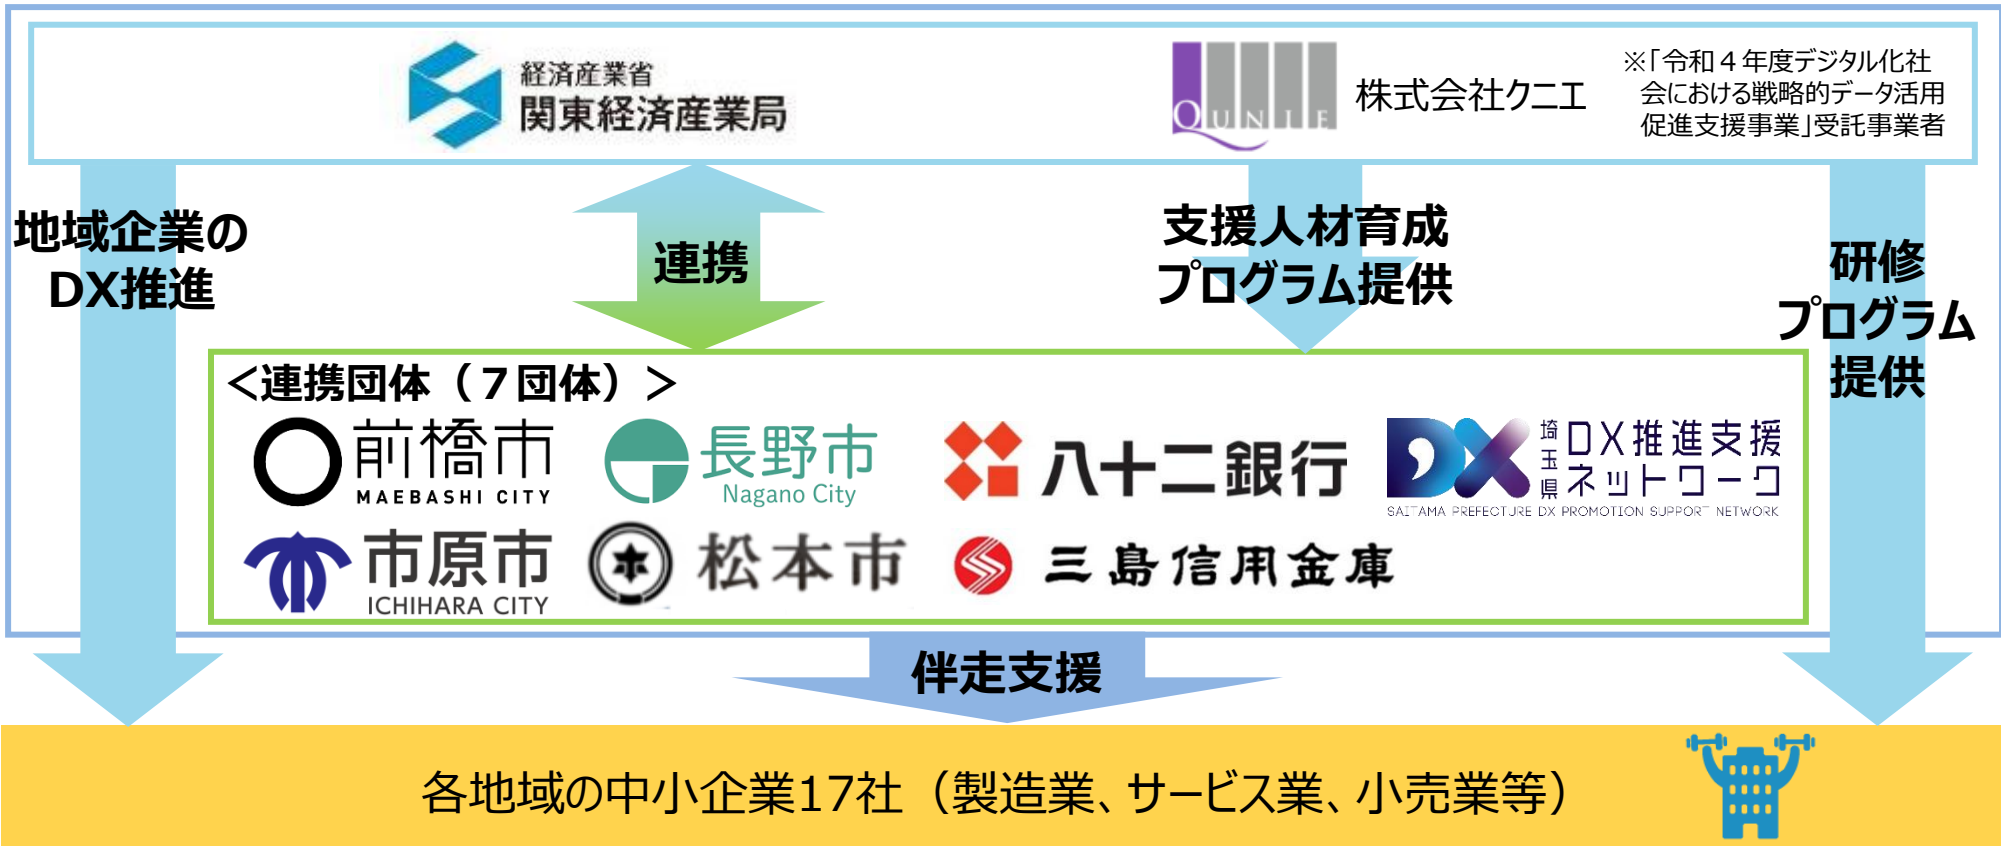 経済産業省
関東経済産業局
QUNIE
株式会社クニエ
※「令和４年度デジタル化社
会における戦略的データ活用
促進支援事業」受託事業者
地域企業の
DX推進
連携
支援人材育成
プログラム提供
研修
プログラム
提供
＜連携団体（７団体）＞
前橋市
MAEBASHI CITY
長野市
Nagano City
八十二銀行
DX
埼玉県
DX推進支援
ネットワーク
SAITAMA PREFECTURE DX PROMOTION SUPPORT NETWORK
市原市
ICHIHARA CITY
松本市
三島信用金庫
伴走支援
各地域の中小企業17社（製造業、サービス業、小売業等）